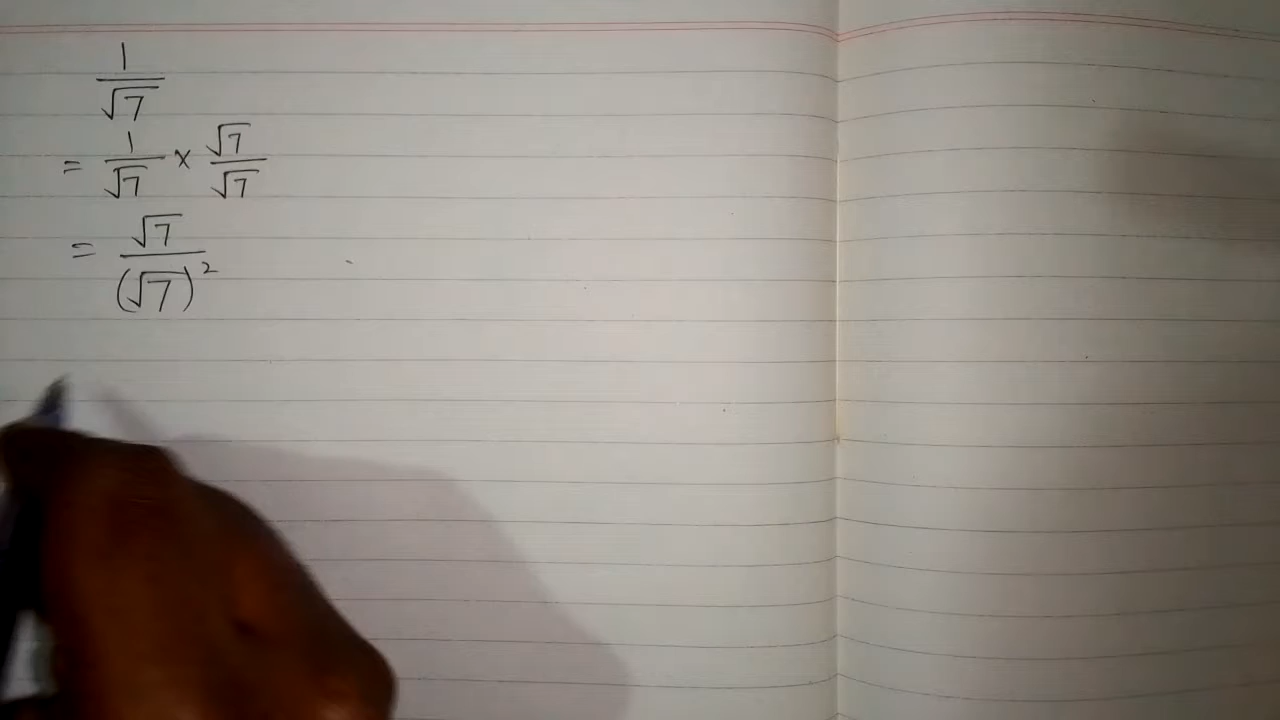 1/√7
= 1/√7 × √7/√7
= √7/(√7)²